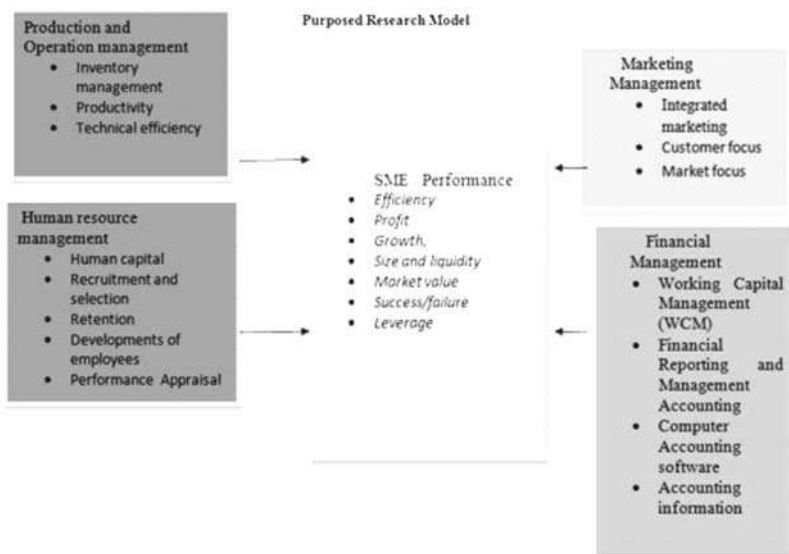 Purposed Research Model
Production and
Operation management
• Inventory
management
• Productivity
• Technical efficiency
Human resource
management
• Human capital
• Recruitment and
selection
• Retention
• Developments of
employees
• Performance Appraisal
SME Performance
• Efficiency
• Profit
• Growth,
• Size and liquidity
• Market value
• Success/failure
• Leverage
Marketing
Management
• Integrated
marketing
• Customer focus
• Market focus
Financial
Management
• Working Capital
Management
(WCM)
• Financial
Reporting and
Management
Accounting
• Computer
Accounting
software
• Accounting
information